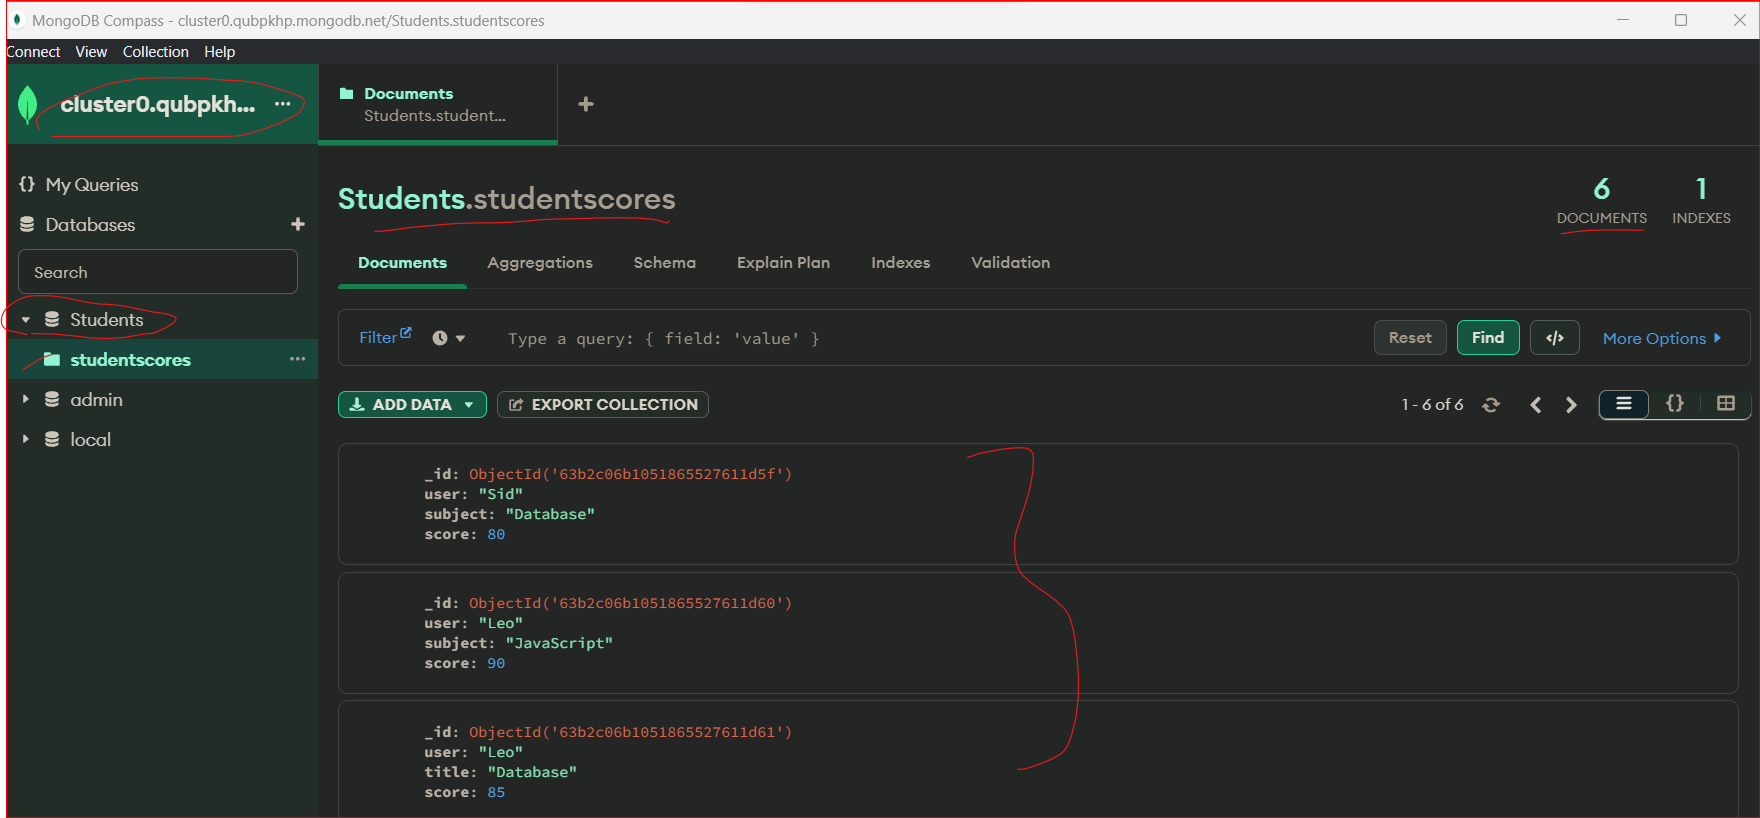 MongoDB Compass - cluster0.qubpkhp.mongodb.net/Students.studentscores
Connect View Collection Help
cluster0.qubpkh... ...
Documents
Students.student...
+
{} My Queries
Databases +
Search
Students
studentscores ...
admin
local
Students.studentscores
6
DOCUMENTS
1
INDEXES
Documents Aggregations Schema Explain Plan Indexes Validation
Filter Type a query: { field: 'value' } Reset Find </> More Options
ADD DATA EXPORT COLLECTION 1 - 6 of 6 {}
_id: ObjectId('63b2c06b1051865527611d5f')
user: "Sid"
subject: "Database"
score: 80
_id: ObjectId('63b2c06b1051865527611d60')
user: "Leo"
subject: "JavaScript"
score: 90
_id: ObjectId('63b2c06b1051865527611d61')
user: "Leo"
title: "Database"
score: 85